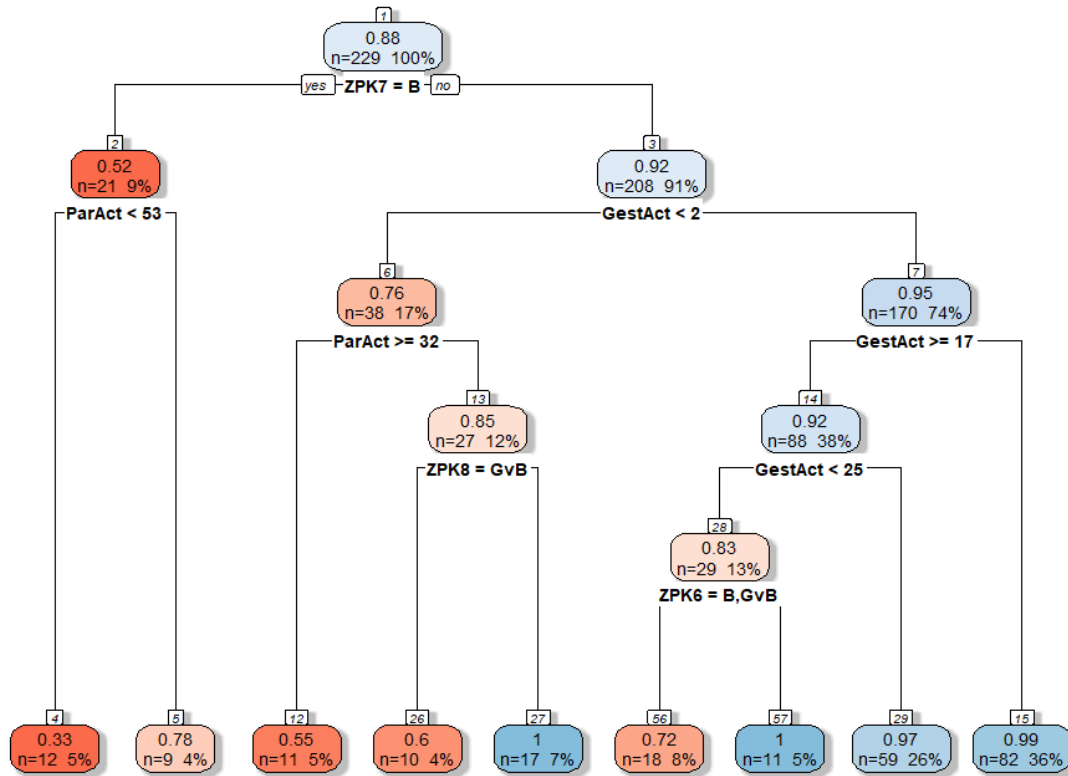 1
0.88
n=229 100%
yes ZPK7 = B no
2
3
0.52
n=21 9%
0.92
n=208 91%
ParAct < 53
GestAct < 2
6
7
0.76
n=38 17%
0.95
n=170 74%
ParAct >= 32
GestAct >= 17
13
14
0.85
n=27 12%
0.92
n=88 38%
ZPK8 = GvB
GestAct < 25
28
0.83
n=29 13%
ZPK6 = B,GvB
4
5
12
26
27
56
57
29
15
0.33
n=12 5%
0.78
n=9 4%
0.55
n=11 5%
0.6
n=10 4%
1
n=17 7%
0.72
n=18 8%
1
n=11 5%
0.97
n=59 26%
0.99
n=82 36%